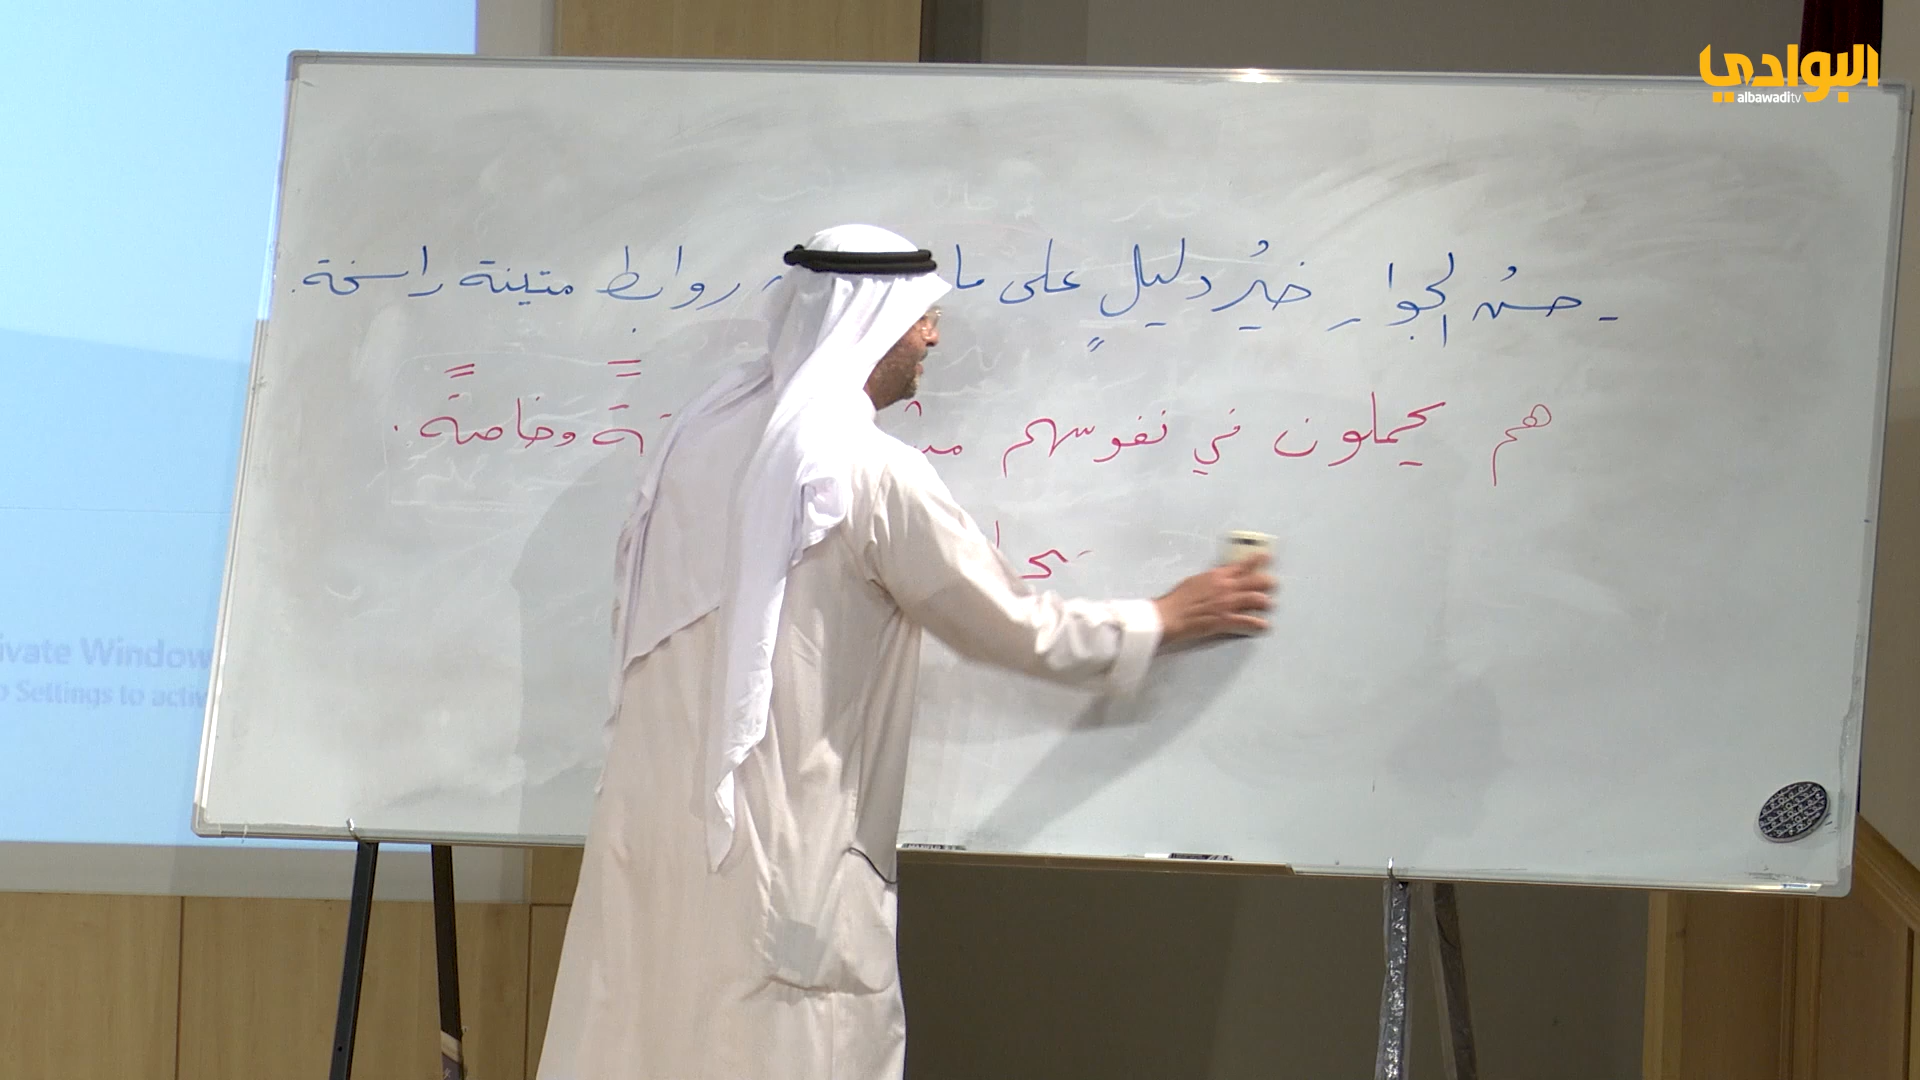 البوادي
albawadi tv
- حسنُ الجوارِ خيرُ دليلٍ على ما روابط متينة راسخة.
هم يحملون في نفوسهم وخاصةً.
ivate Window
o Settings to activ